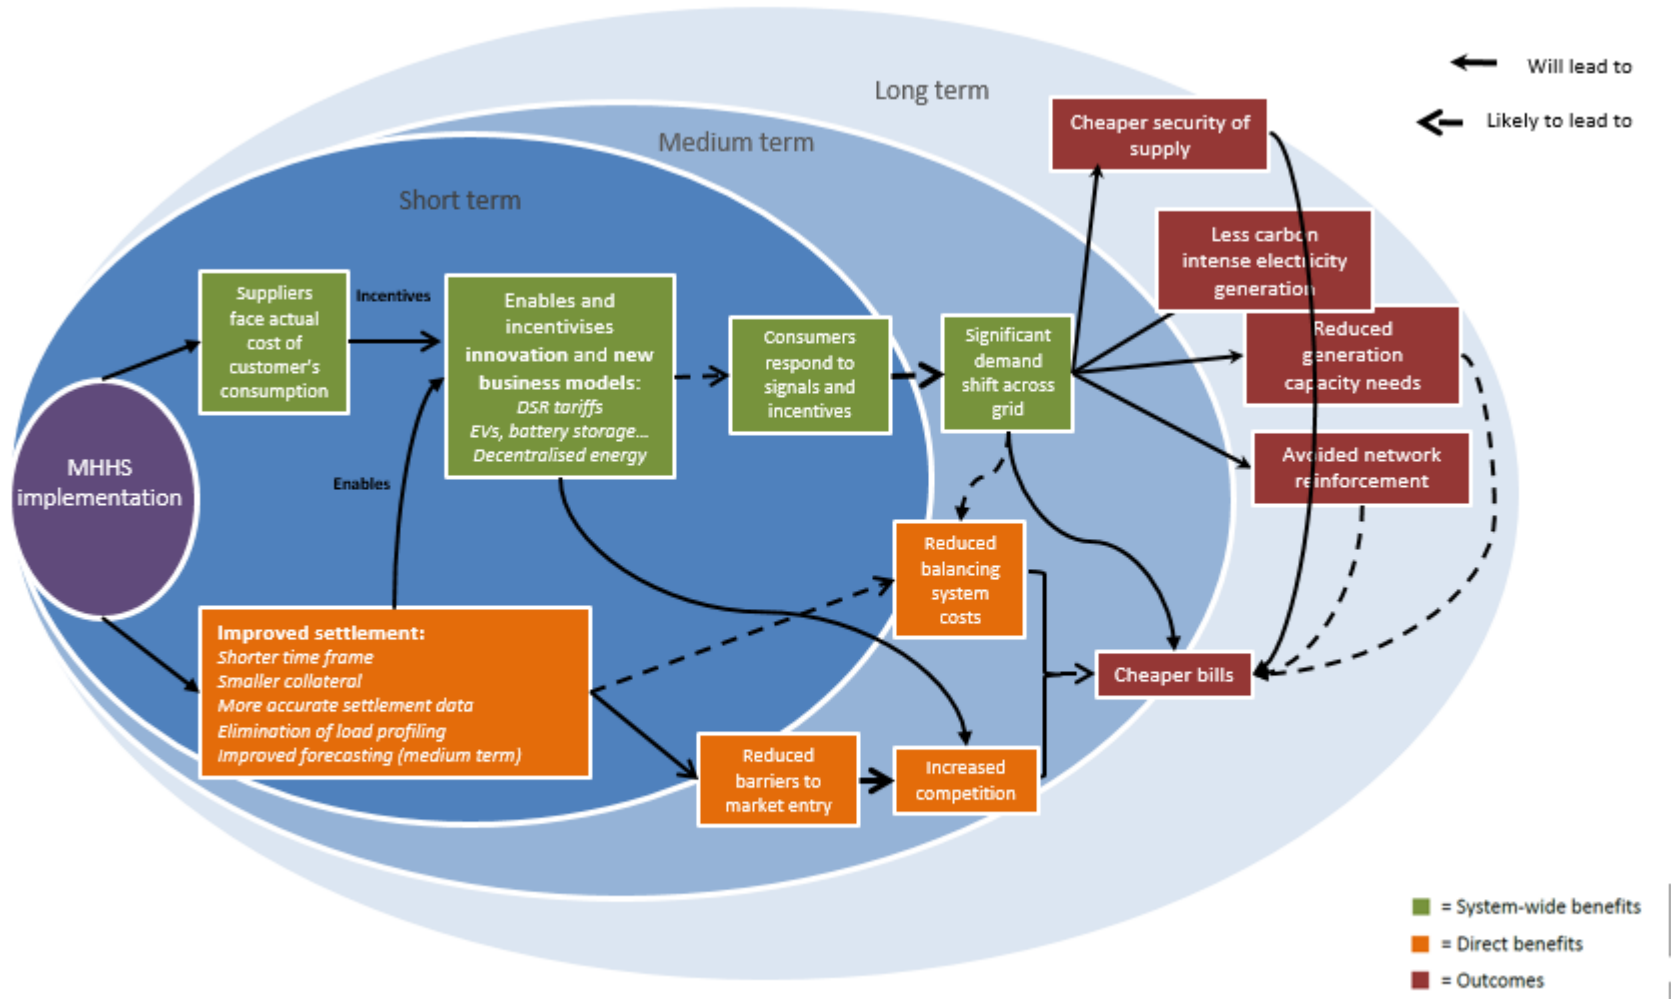 Long term
Will lead to
Likely to lead to
Medium term
Short term
Cheaper security of
supply
Less carbon
intense electricity
generation
Reduced
generation
capacity needs
Avoided network
reinforcement
Suppliers
face actual
cost of
customer's
consumption
Incentives
Enables and
incentivises
innovation and new
business models:
DSR tariffs
EVs, battery storage...
Decentralised energy
Consumers
respond to
signals and
incentives
Significant
demand
shift across
grid
MHHS
implementation
Enables
Reduced
balancing
system
costs
Improved settlement:
Shorter time frame
Smaller collateral
More accurate settlement data
Elimination of load profiling
Improved forecasting (medium term)
Cheaper bills
Reduced
barriers to
market entry
Increased
competition
= System-wide benefits
= Direct benefits
= Outcomes